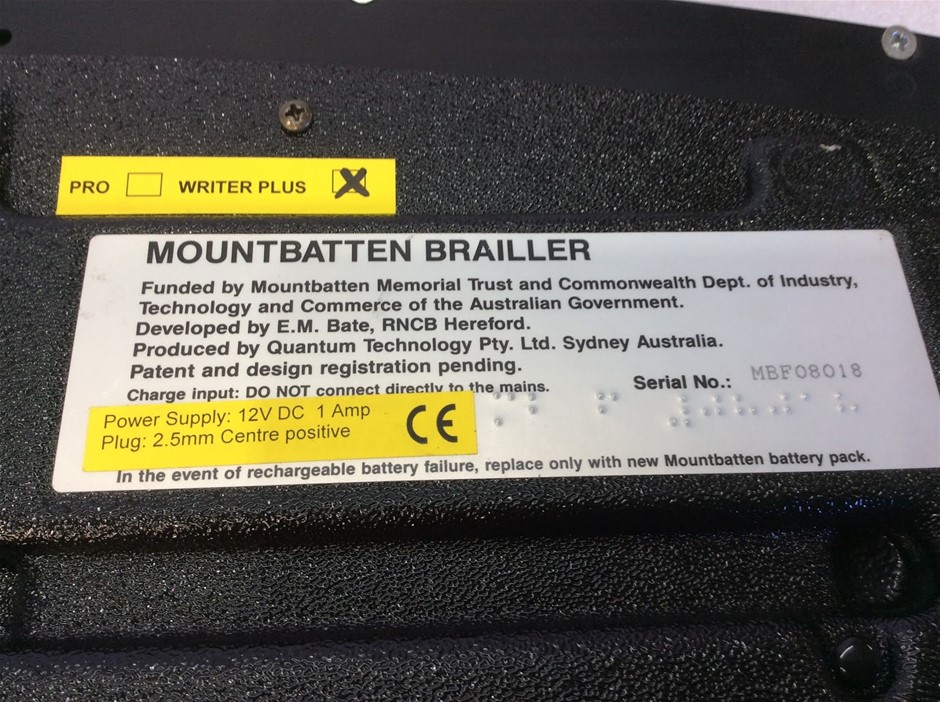 PRO WRITER PLUS
MOUNTBATTEN BRAILLER
Funded by Mountbatten Memorial Trust and Commonwealth Dept. of Industry,
Technology and Commerce of the Australian Government.
Developed by E.M. Bate, RNCB Hereford.
Produced by Quantum Technology Pty. Ltd. Sydney Australia.
Patent and design registration pending.
Charge input: DO NOT connect directly to the mains.
Serial No.: MBF08018
Power Supply: 12V DC 1 Amp
Plug: 2.5mm Centre positive
CE
In the event of rechargeable battery failure, replace only with new Mountbatten battery pack.